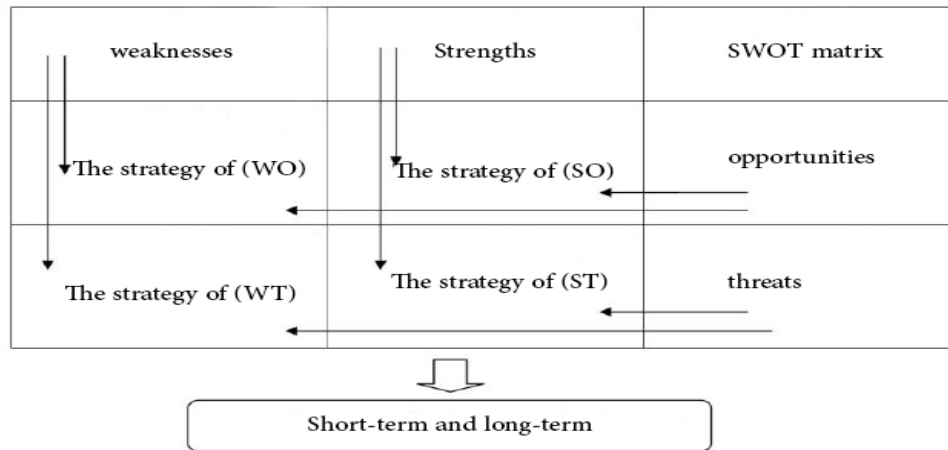 weaknesses
Strengths
SWOT matrix
The strategy of (WO)
The strategy of (SO)
opportunities
The strategy of (WT)
The strategy of (ST)
threats
Short-term and long-term